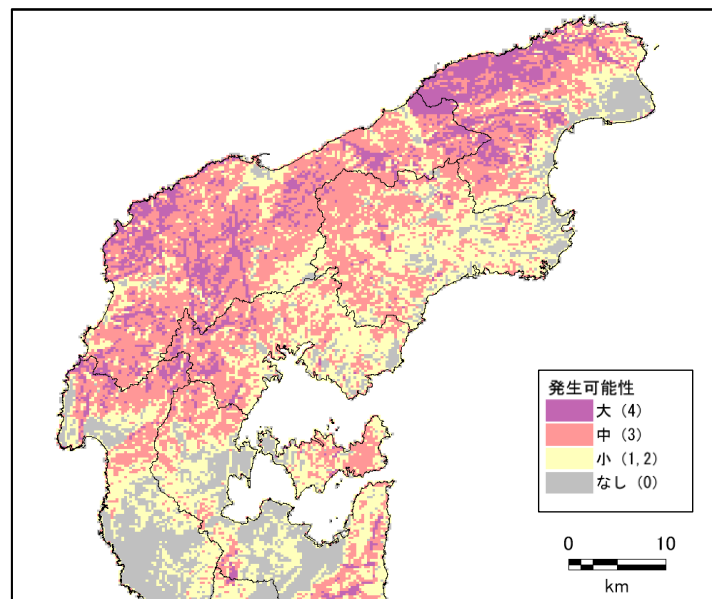 発生可能性
大 (4)
中 (3)
小 (1,2)
なし (0)
0 10
km